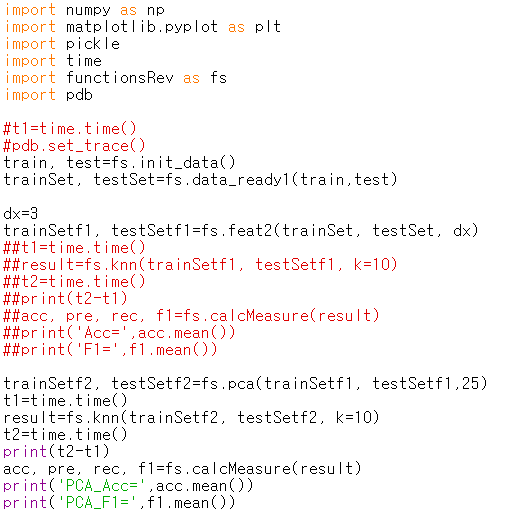 import numpy as np
import matplotlib.pyplot as plt
import pickle
import time
import functionsRev as fs
import pdb
#t1=time.time()
#pdb.set_trace()
train, test=fs.init_data()
trainSet, testSet=fs.data_ready1(train,test)
dx=3
trainSetf1, testSetf1=fs.feat2(trainSet, testSet, dx)
##t1=time.time()
##result=fs.knn(trainSetf1, testSetf1, k=10)
##t2=time.time()
##print(t2-t1)
##acc, pre, rec, f1=fs.calcMeasure(result)
##print('Acc=',acc.mean())
##print('F1=',f1.mean())
trainSetf2, testSetf2=fs.pca(trainSetf1, testSetf1,25)
t1=time.time()
result=fs.knn(trainSetf2, testSetf2, k=10)
t2=time.time()
print(t2-t1)
acc, pre, rec, f1=fs.calcMeasure(result)
print('PCA_Acc=',acc.mean())
print('PCA_F1=',f1.mean())